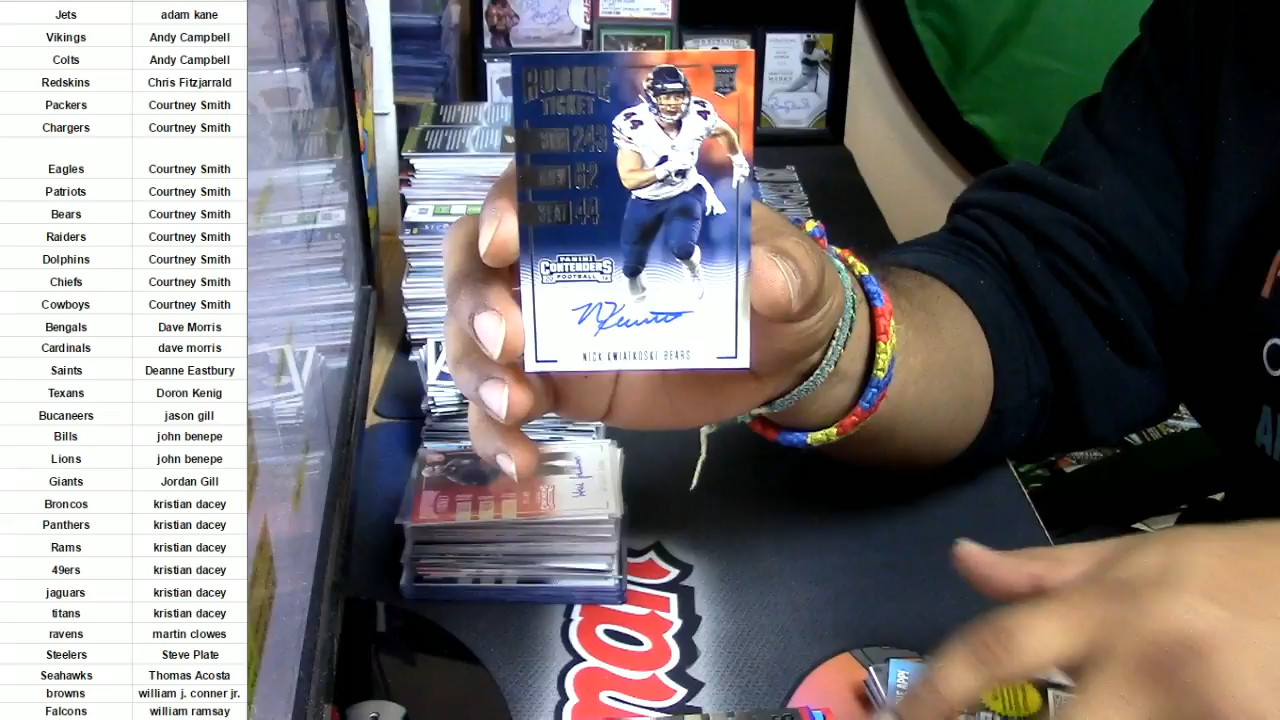 Jets adam kane
Vikings Andy Campbell
Colts Andy Campbell
Redskins Chris Fitzjarrald
Packers Courtney Smith
Chargers Courtney Smith
Eagles Courtney Smith
Patriots Courtney Smith
Bears Courtney Smith
Raiders Courtney Smith
Dolphins Courtney Smith
Chiefs Courtney Smith
Cowboys Courtney Smith
Bengals Dave Morris
Cardinals dave morris
Saints Deanne Eastbury
Texans Doron Kenig
Bucaneers jason gill
Bills john benepe
Lions john benepe
Giants Jordan Gill
Broncos kristian dacey
Panthers kristian dacey
Rams kristian dacey
49ers kristian dacey
jaguars kristian dacey
titans kristian dacey
ravens martin clowes
Steelers Steve Plate
Seahawks Thomas Acosta
browns william j. conner jr.
Falcons william ramsay
ROOKIE
TICKET
82
SEAT 44
44
44
PANINI
CONTENDERS
FOOTBALL
NICK KWIATKOSKI BEARS